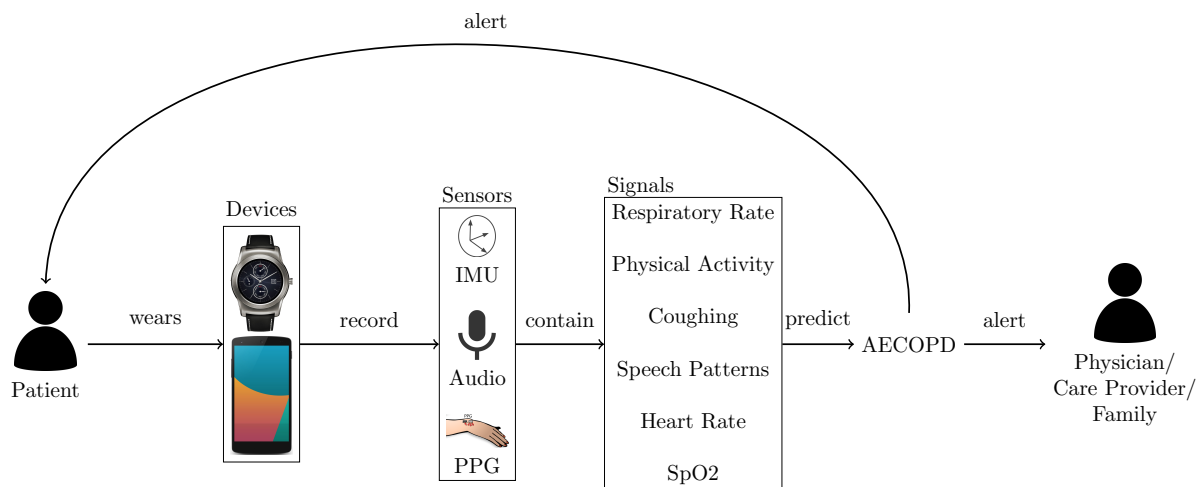 alert
Patient
wears
Devices
record
Sensors
IMU
Audio
PPG
PPG
contain
Signals
Respiratory Rate
Physical Activity
Coughing
Speech Patterns
Heart Rate
SpO2
predict
AECOPD
alert
Physician/
Care Provider/
Family